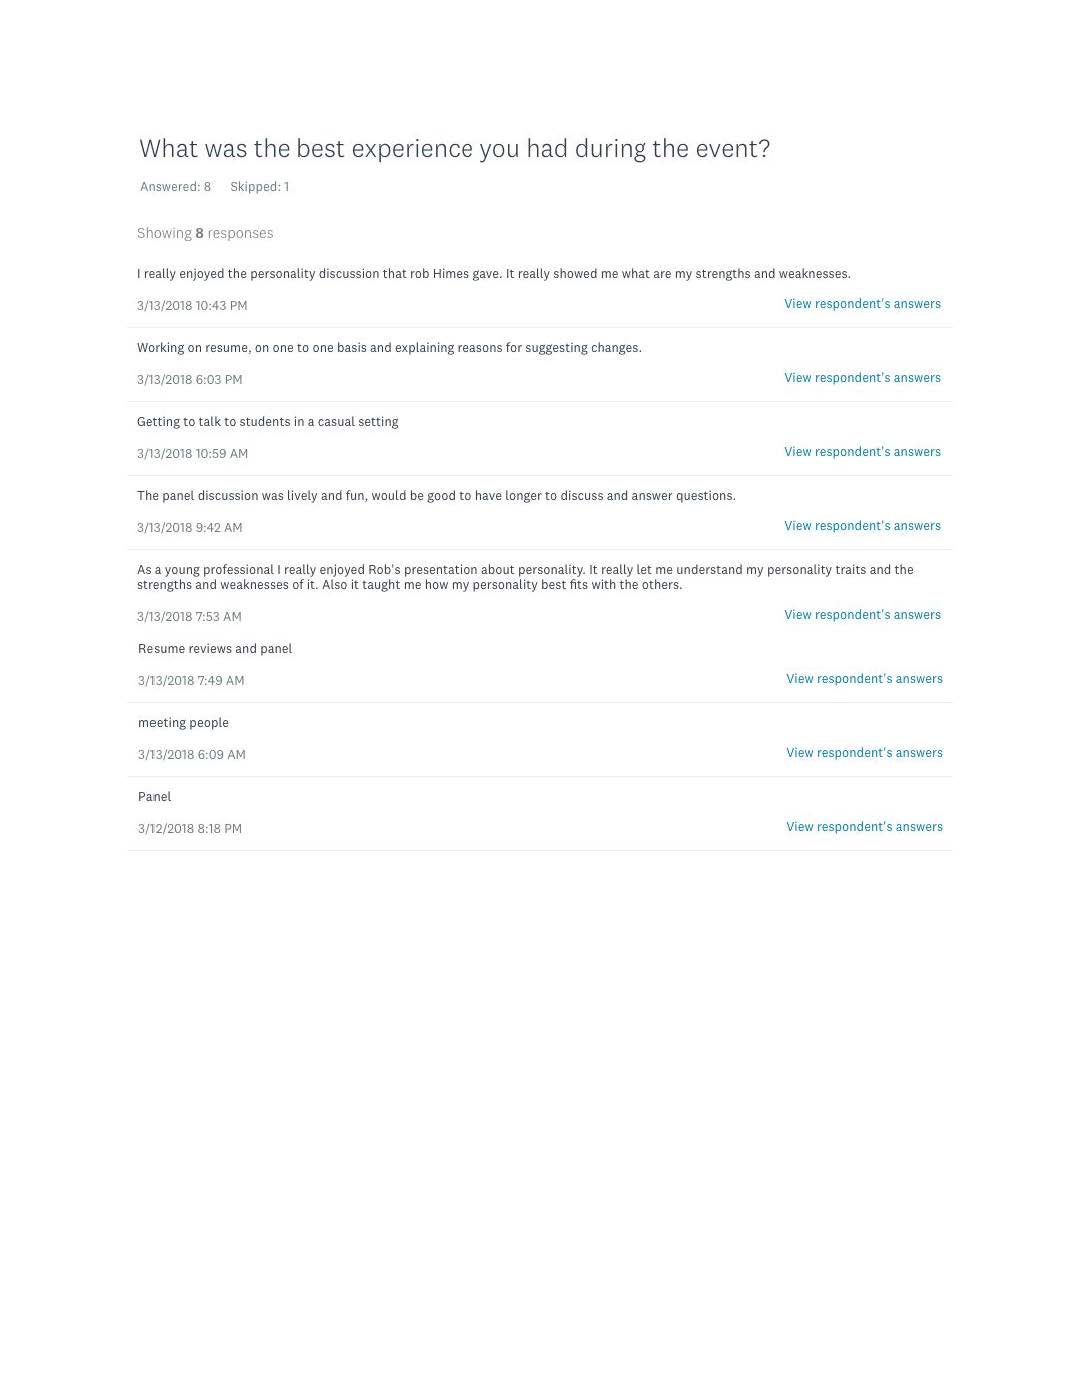 What was the best experience you had during the event?
Answered: 8 Skipped: 1
Showing 8 responses
I really enjoyed the personality discussion that rob Himes gave. It really showed me what are my strengths and weaknesses.
3/13/2018 10:43 PM View respondent's answers
Working on resume, on one to one basis and explaining reasons for suggesting changes.
3/13/2018 6:03 PM View respondent's answers
Getting to talk to students in a casual setting
3/13/2018 10:59 AM View respondent's answers
The panel discussion was lively and fun, would be good to have longer to discuss and answer questions.
3/13/2018 9:42 AM View respondent's answers
As a young professional I really enjoyed Rob's presentation about personality. It really let me understand my personality traits and the
strengths and weaknesses of it. Also it taught me how my personality best fits with the others.
3/13/2018 7:53 AM View respondent's answers
Resume reviews and panel
3/13/2018 7:49 AM View respondent's answers
meeting people
3/13/2018 6:09 AM View respondent's answers
Panel
3/12/2018 8:18 PM View respondent's answers